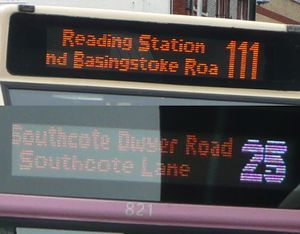 Reading Station
nd Basingstoke Roa
111
Southcote Dwyer Road
Southcote Lane
25
821